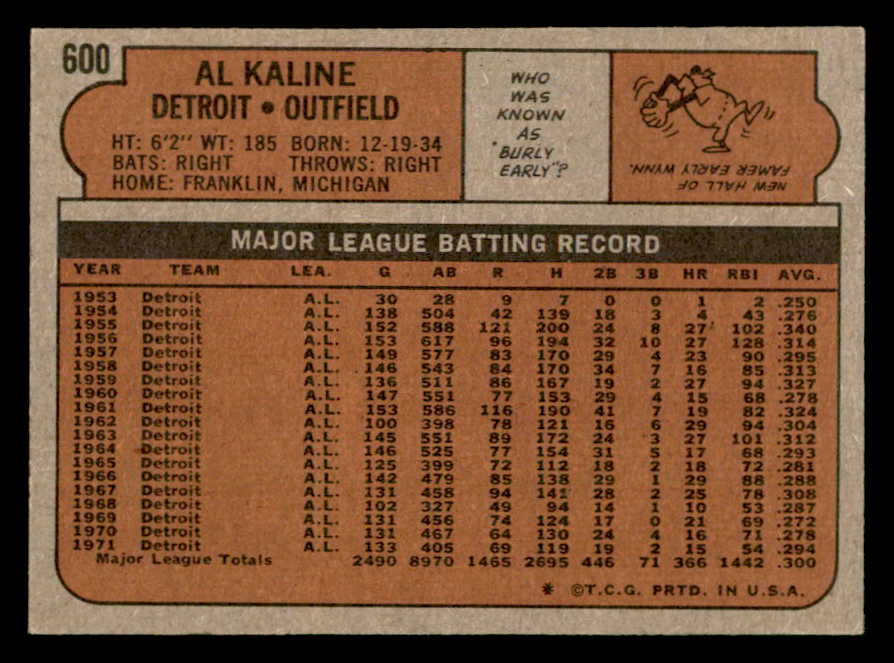 600
AL KALINE
DETROIT • OUTFIELD
HT: 6'2" WT: 185 BORN: 12-19-34
BATS: RIGHT THROWS: RIGHT
HOME: FRANKLIN, MICHIGAN
WHO
WAS
KNOWN
AS
"BURLY
EARLY"?
NEW HALL OF
FAMER EARLY WYNN.
MAJOR LEAGUE BATTING RECORD
YEAR TEAM LEA. G AB R H 2B 3B HR RBI AVG.
1953 Detroit A.L. 30 28 9 7 0 0 1 2 .250
1954 Detroit A.L. 138 504 42 139 18 3 4 43 .276
1955 Detroit A.L. 152 588 121 200 24 8 27 102 .340
1956 Detroit A.L. 153 617 96 194 32 10 27 128 .314
1957 Detroit A.L. 149 577 83 170 29 4 23 90 .295
1958 Detroit A.L. 146 543 84 170 34 7 16 85 .313
1959 Detroit A.L. 136 511 86 167 19 2 27 94 .327
1960 Detroit A.L. 147 551 77 153 29 4 15 68 .278
1961 Detroit A.L. 153 586 116 190 41 7 19 82 .324
1962 Detroit A.L. 100 398 78 121 16 6 29 94 .304
1963 Detroit A.L. 145 551 89 172 24 3 27 101 .312
1964 Detroit A.L. 146 525 77 154 31 5 17 68 .293
1965 Detroit A.L. 125 399 72 112 18 2 18 72 .281
1966 Detroit A.L. 142 479 85 138 29 1 29 88 .288
1967 Detroit A.L. 131 458 94 141 28 2 25 78 .308
1968 Detroit A.L. 102 327 49 94 14 1 10 53 .287
1969 Detroit A.L. 131 456 74 124 17 0 21 69 .272
1970 Detroit A.L. 131 467 64 130 24 4 16 71 .278
1971 Detroit A.L. 133 405 69 119 19 2 15 54 .294
Major League Totals 2490 8970 1465 2695 446 71 366 1442 .300
* ©T.C.G. PRTD. IN U.S.A.